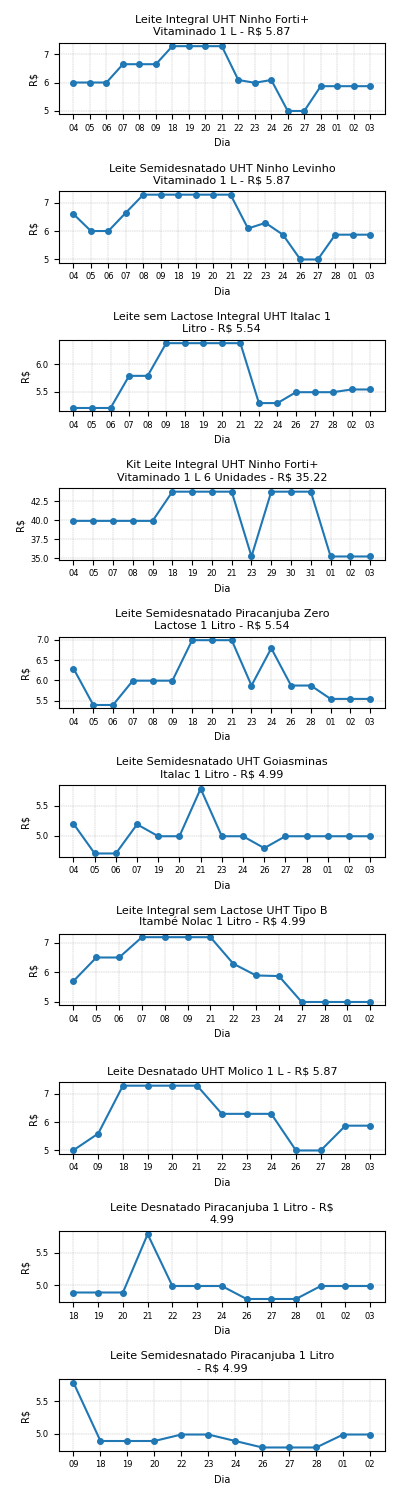 Leite Integral UHT Ninho Forti+
Vitaminado 1 L - R$ 5.87
7
6
5
R$
04 05 06 07 08 09 18 19 20 21 22 23 24 26 27 28 01 02 03
Dia
Leite Semidesnatado UHT Ninho Levinho
Vitaminado 1 L - R$ 5.87
7
6
5
R$
04 05 06 07 08 09 18 19 20 21 22 23 24 26 27 28 01 03
Dia
Leite sem Lactose Integral UHT Italac 1
Litro - R$ 5.54
6.0
5.5
R$
04 05 06 07 08 09 18 19 20 21 22 24 26 27 28 02 03
Dia
Kit Leite Integral UHT Ninho Forti+
Vitaminado 1 L 6 Unidades - R$ 35.22
42.5
40.0
37.5
35.0
R$
04 05 07 08 09 18 19 20 21 23 29 30 31 01 02 03
Dia
Leite Semidesnatado Piracanjuba Zero
Lactose 1 Litro - R$ 5.54
7.0
6.5
6.0
5.5
R$
04 05 06 07 08 09 18 20 21 23 24 26 28 01 02 03
Dia
Leite Semidesnatado UHT Goiasminas
Italac 1 Litro - R$ 4.99
5.5
5.0
R$
04 05 06 07 19 20 21 23 24 26 27 28 01 02 03
Dia
Leite Integral sem Lactose UHT Tipo B
Itambé Nolac 1 Litro - R$ 4.99
7
6
5
R$
04 05 06 07 08 09 21 22 23 24 27 28 01 02
Dia
Leite Desnatado UHT Molico 1 L - R$ 5.87
7
6
5
R$
04 09 18 19 20 21 22 23 24 26 27 28 03
Dia
Leite Desnatado Piracanjuba 1 Litro - R$
4.99
5.5
5.0
R$
18 19 20 21 22 23 24 26 27 28 01 02 03
Dia
Leite Semidesnatado Piracanjuba 1 Litro
- R$ 4.99
5.5
5.0
R$
09 18 19 20 22 23 24 26 27 28 01 02
Dia